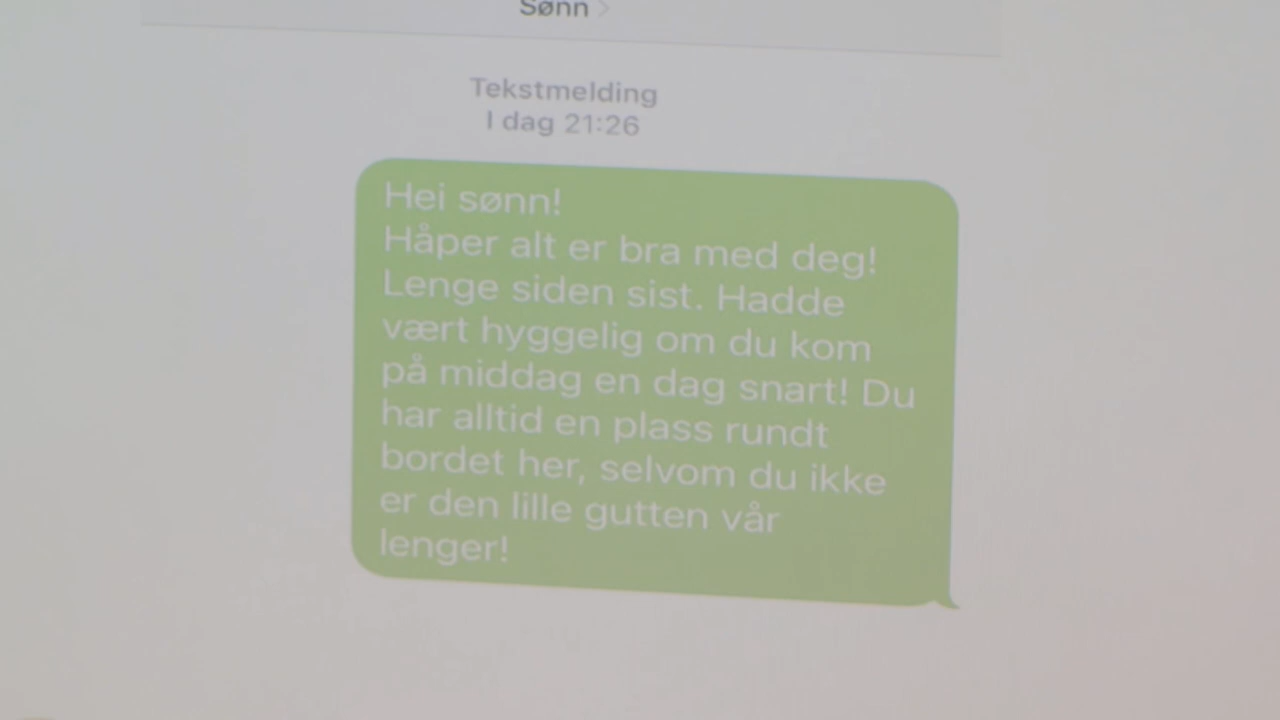 Sønn
Tekstmelding
I dag 21:26
Hei sønn!
Håper alt er bra med deg!
Lenge siden sist. Hadde
vært hyggelig om du kom
på middag en dag snart! Du
har alltid en plass rundt
bordet her, selvom du ikke
er den lille gutten vår
lenger!